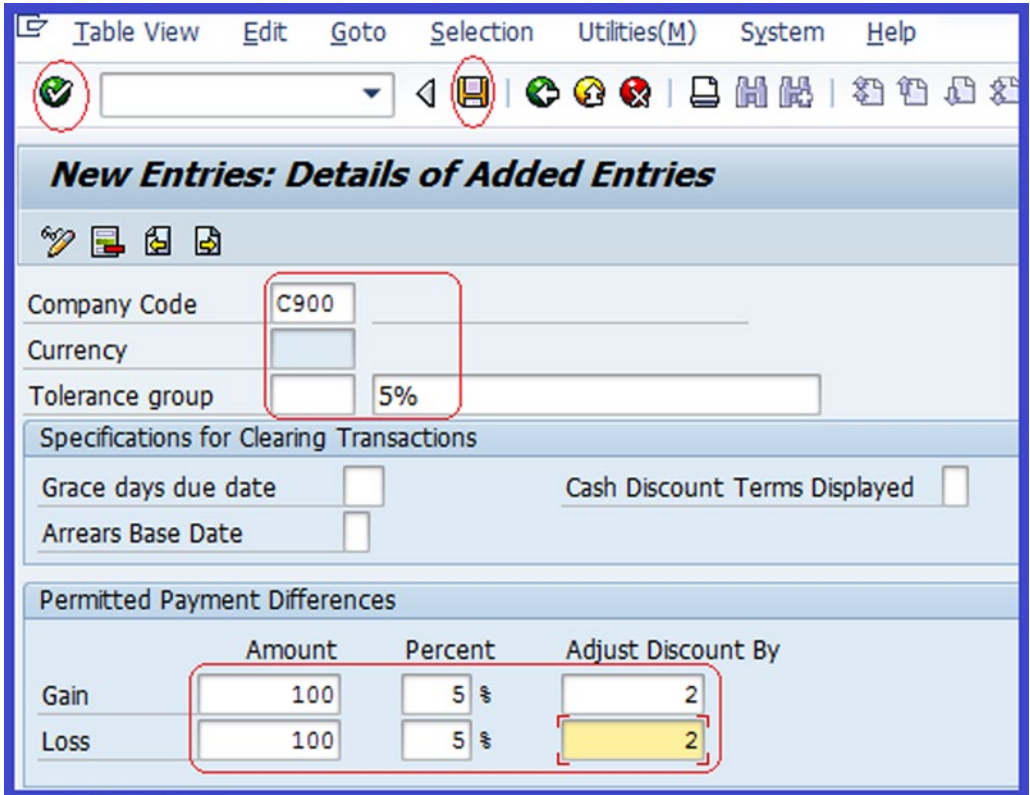 Table View Edit Goto Selection Utilities(M) System Help
New Entries: Details of Added Entries
Company Code C900
Currency
Tolerance group 5%
Specifications for Clearing Transactions
Grace days due date Cash Discount Terms Displayed
Arrears Base Date
Permitted Payment Differences
Amount Percent Adjust Discount By
Gain 100 5 % 2
Loss 100 5 % 2